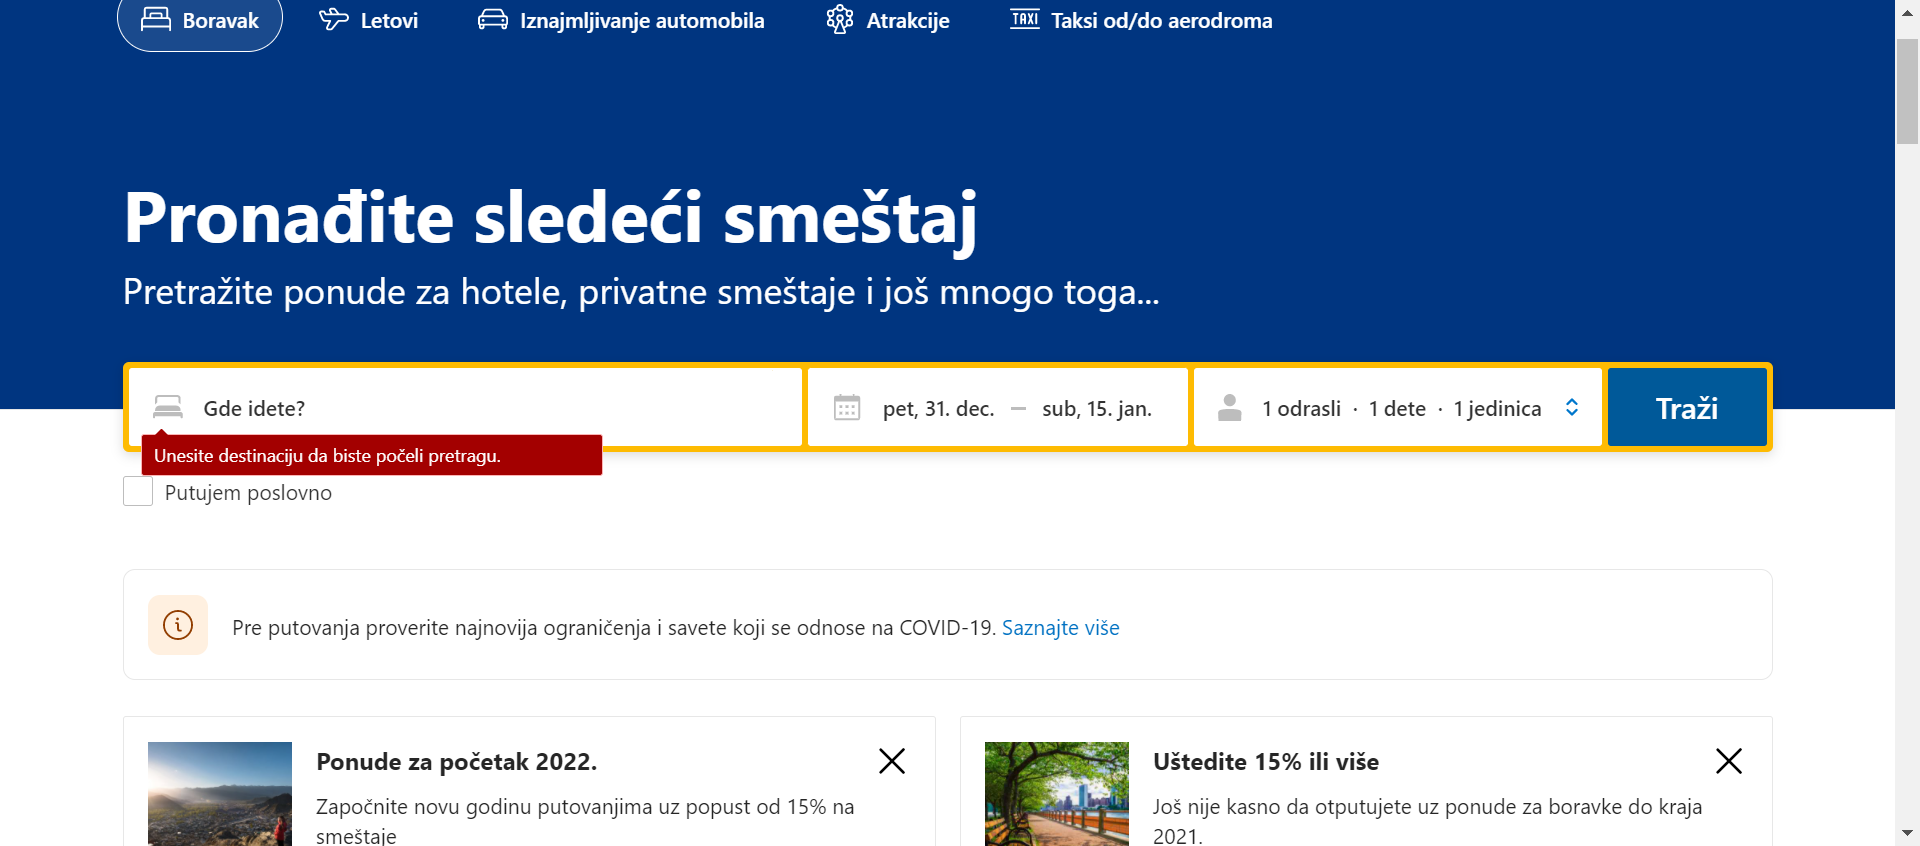 Boravak
Letovi
Iznajmljivanje automobila
Atrakcije
TAXI
Taksi od/do aerodroma
Pronađite sledeći smeštaj
Pretražite ponude za hotele, privatne smeštaje i još mnogo toga...
Gde idete?
pet, 31. dec. — sub, 15. jan.
1 odrasli · 1 dete · 1 jedinica
Traži
Unesite destinaciju da biste počeli pretragu.
Putujem poslovno
Pre putovanja proverite najnovija ograničenja i savete koji se odnose na COVID-19. Saznajte više
Ponude za početak 2022.
Započnite novu godinu putovanjima uz popust od 15% na
smeštaje
Uštedite 15% ili više
Još nije kasno da otputujete uz ponude za boravke do kraja
2021.